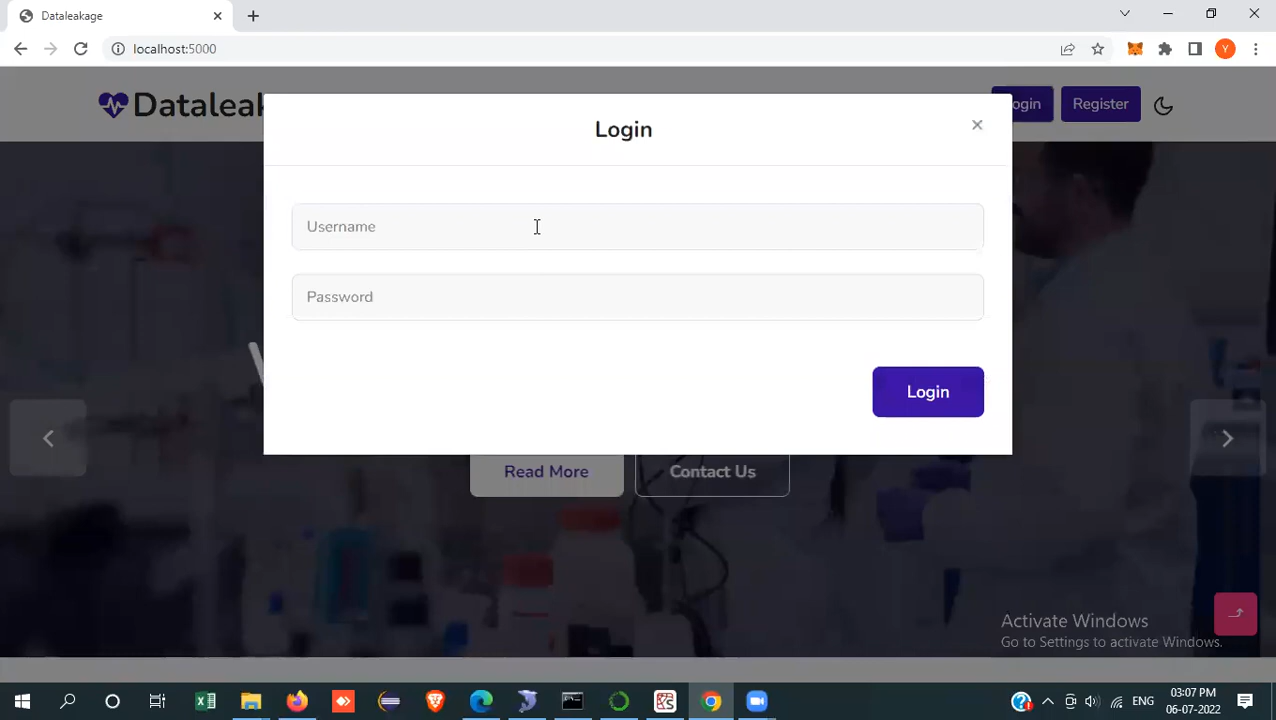 Dataleakage
localhost:5000
Y
Login
Register
Login
Username
Password
Login
Read More
Contact Us
Activate Windows
Go to Settings to activate Windows.
ENG
03:07 PM
06-07-2022